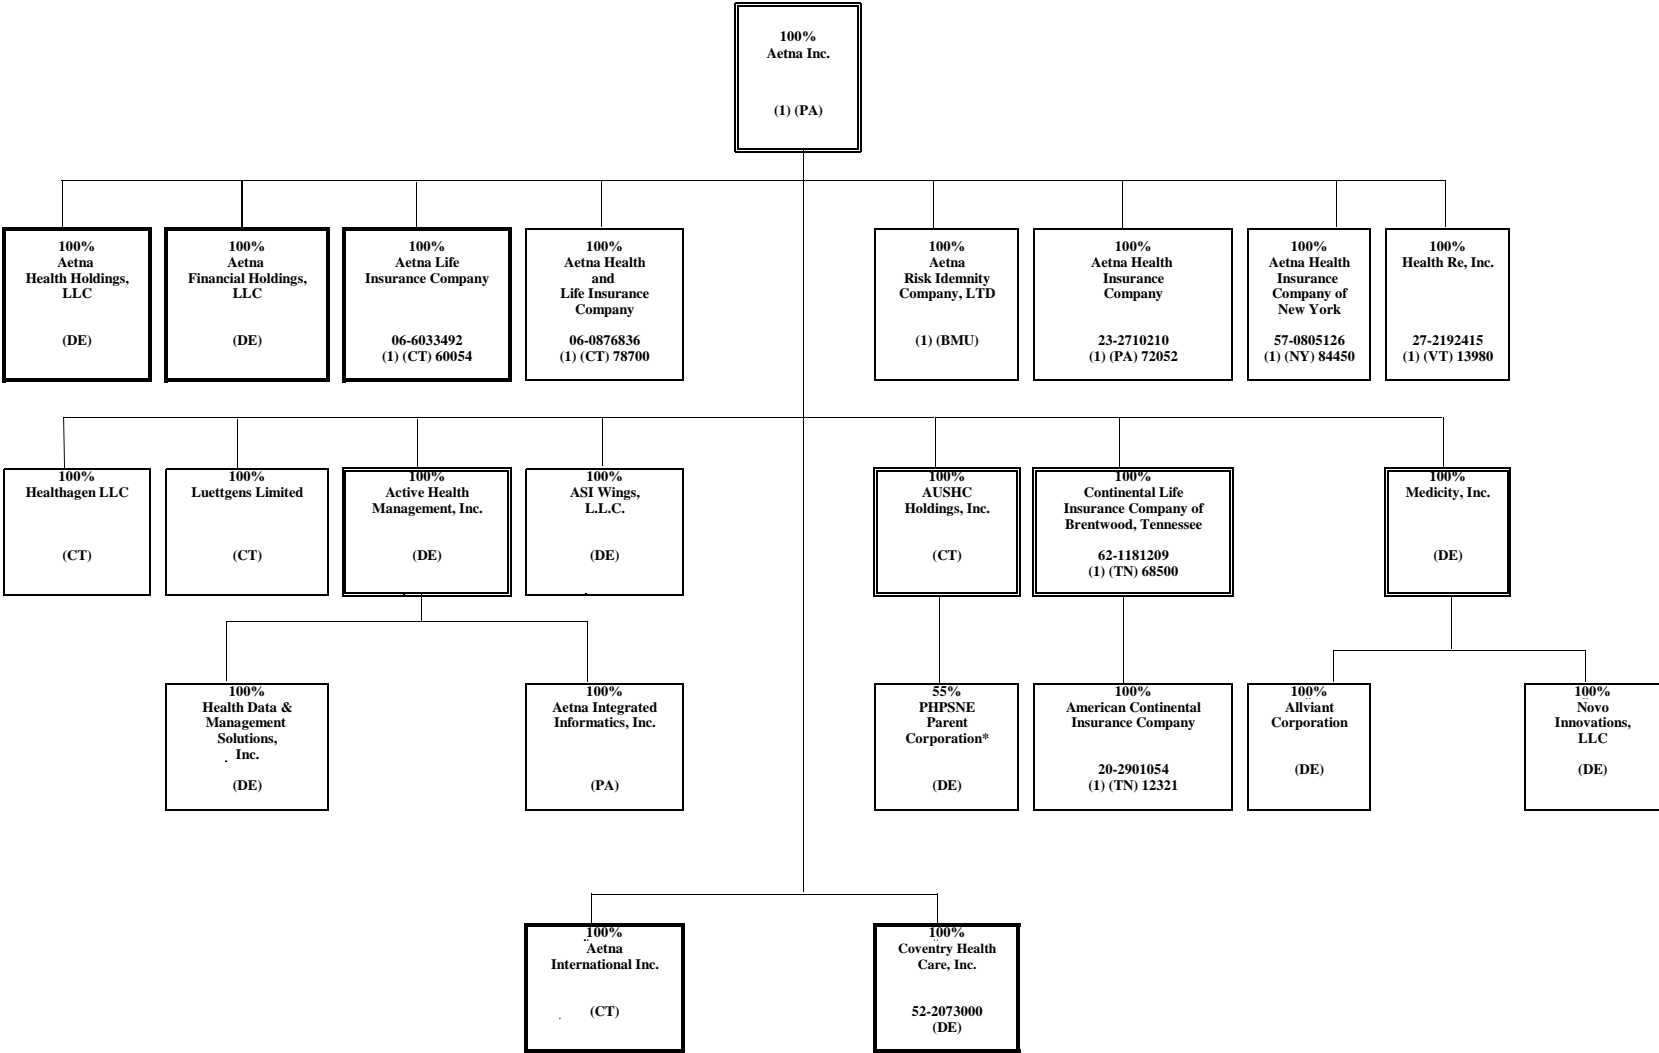 100%
Aetna Inc.
(1) (PA)
100%
Aetna
Health Holdings,
LLC
(DE)
100%
Aetna
Financial Holdings,
LLC
(DE)
100%
Aetna Life
Insurance Company
06-6033492
(1) (CT) 60054
100%
Aetna Health
and
Life Insurance
Company
06-0876836
(1) (CT) 78700
100%
Aetna
Risk Idemnity
Company, LTD
(1) (BMU)
100%
Aetna Health
Insurance
Company
23-2710210
(1) (PA) 72052
100%
Aetna Health
Insurance
Company of
New York
57-0805126
(1) (NY) 84450
100%
Health Re, Inc.
27-2192415
(1) (VT) 13980
100%
Healthagen LLC
(CT)
100%
Luettgens Limited
(CT)
100%
Active Health
Management, Inc.
(DE)
100%
ASI Wings,
L.L.C.
(DE)
100%
AUSHC
Holdings, Inc.
(CT)
100%
Continental Life
Insurance Company of
Brentwood, Tennessee
62-1181209
(1) (TN) 68500
100%
Medicity, Inc.
(DE)
100%
Health Data &
Management
Solutions,
Inc.
(DE)
100%
Aetna Integrated
Informatics, Inc.
(PA)
55%
PHPSNE
Parent
Corporation*
(DE)
100%
American Continental
Insurance Company
20-2901054
(1) (TN) 12321
100%
Allviant
Corporation
(DE)
100%
Novo
Innovations,
LLC
(DE)
100%
Aetna
International Inc.
(CT)
100%
Coventry Health
Care, Inc.
52-2073000
(DE)